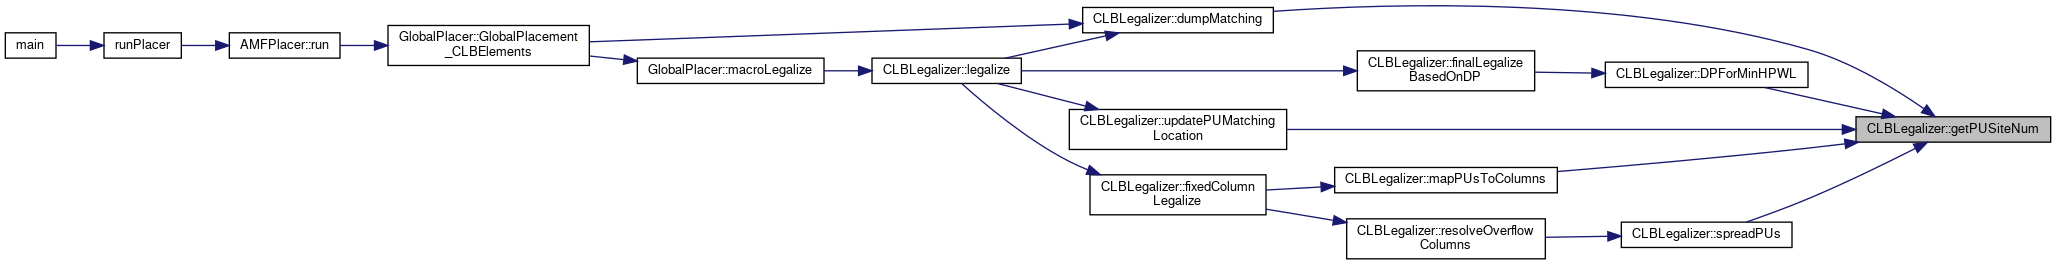 main
runPlacer
AMFPlacer::run
GlobalPlacer::GlobalPlacement
_CLBElements
GlobalPlacer::macroLegalize
CLBLegalizer::dumpMatching
CLBLegalizer::legalize
CLBLegalizer::finalLegalize
BasedOnDP
CLBLegalizer::DPForMinHPWL
CLBLegalizer::updatePUMatching
Location
CLBLegalizer::getPUSiteNum
CLBLegalizer::fixedColumn
Legalize
CLBLegalizer::mapPUsToColumns
CLBLegalizer::resolveOverflow
Columns
CLBLegalizer::spreadPUs